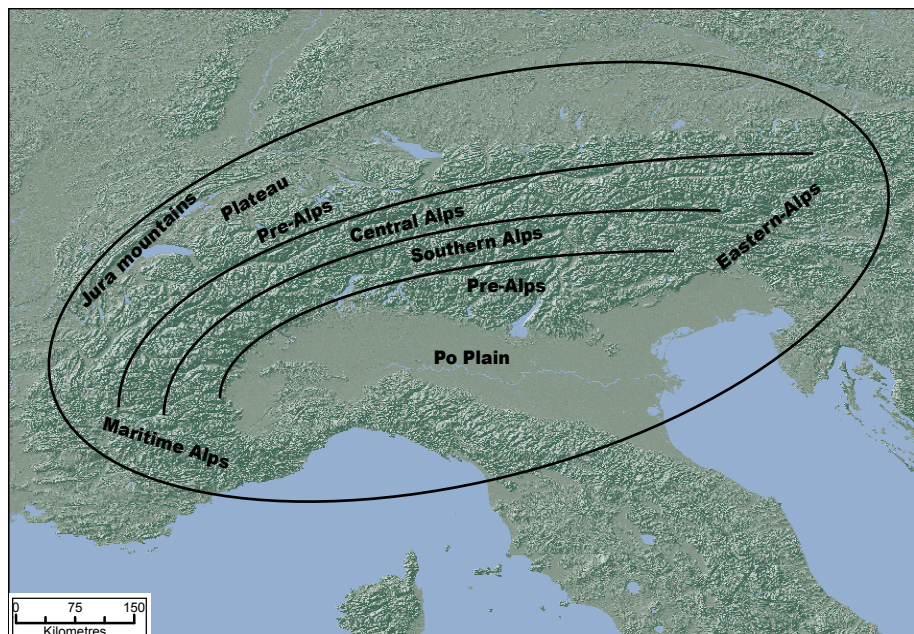 Jura mountains
Plateau
Pre-Alps
Central Alps
Southern Alps
Pre-Alps
Eastern-Alps
Po Plain
Maritime Alps
0 75 150
Kilometres